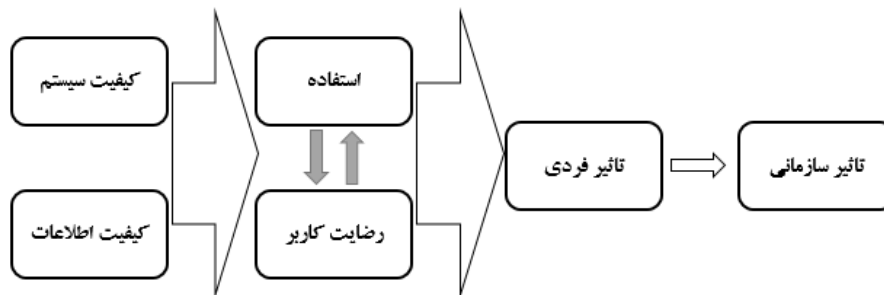 کیفیت سیستم
استفاده
تاثیر فردی
تاثیر سازمانی
کیفیت اطلاعات
رضایت کاربر